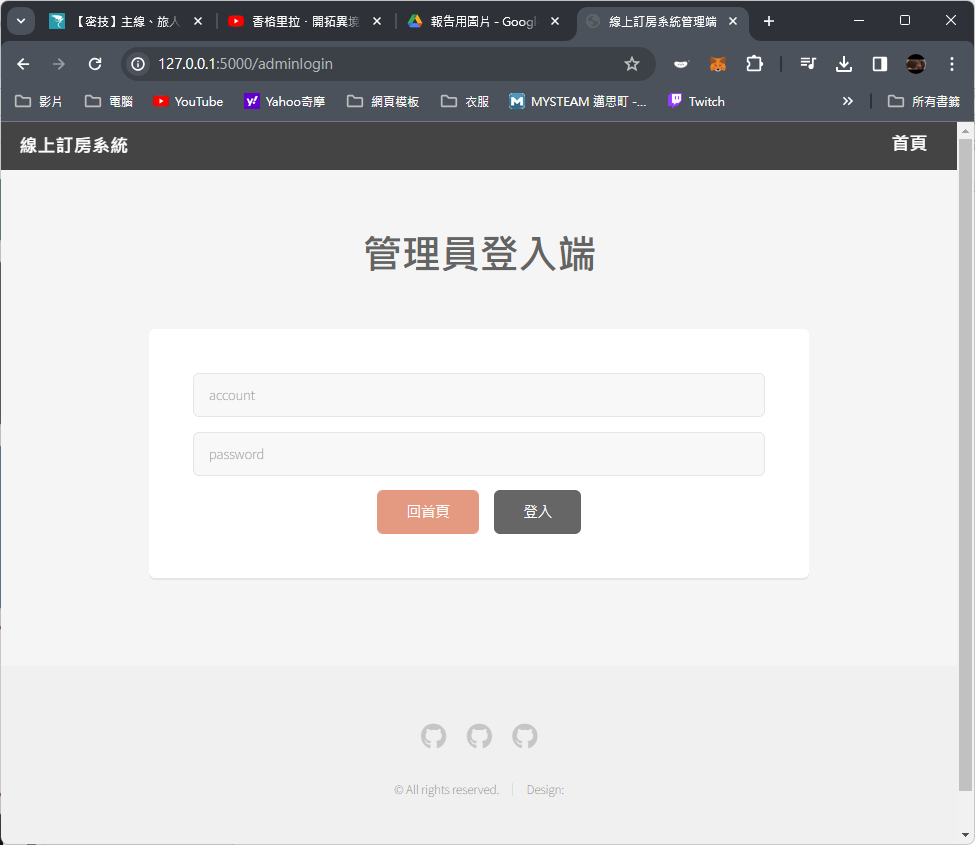 【密技】主線、旅人
香格里拉・開拓異境
報告用圖片 - Googl
線上訂房系統管理端
127.0.0.1:5000/adminlogin
影片
電腦
YouTube
Yahoo奇摩
網頁模板
衣服
MYSTEAM 邁思町 -...
Twitch
所有書籤
線上訂房系統
首頁
管理員登入端
account
password
回首頁
登入
© All rights reserved.
Design: